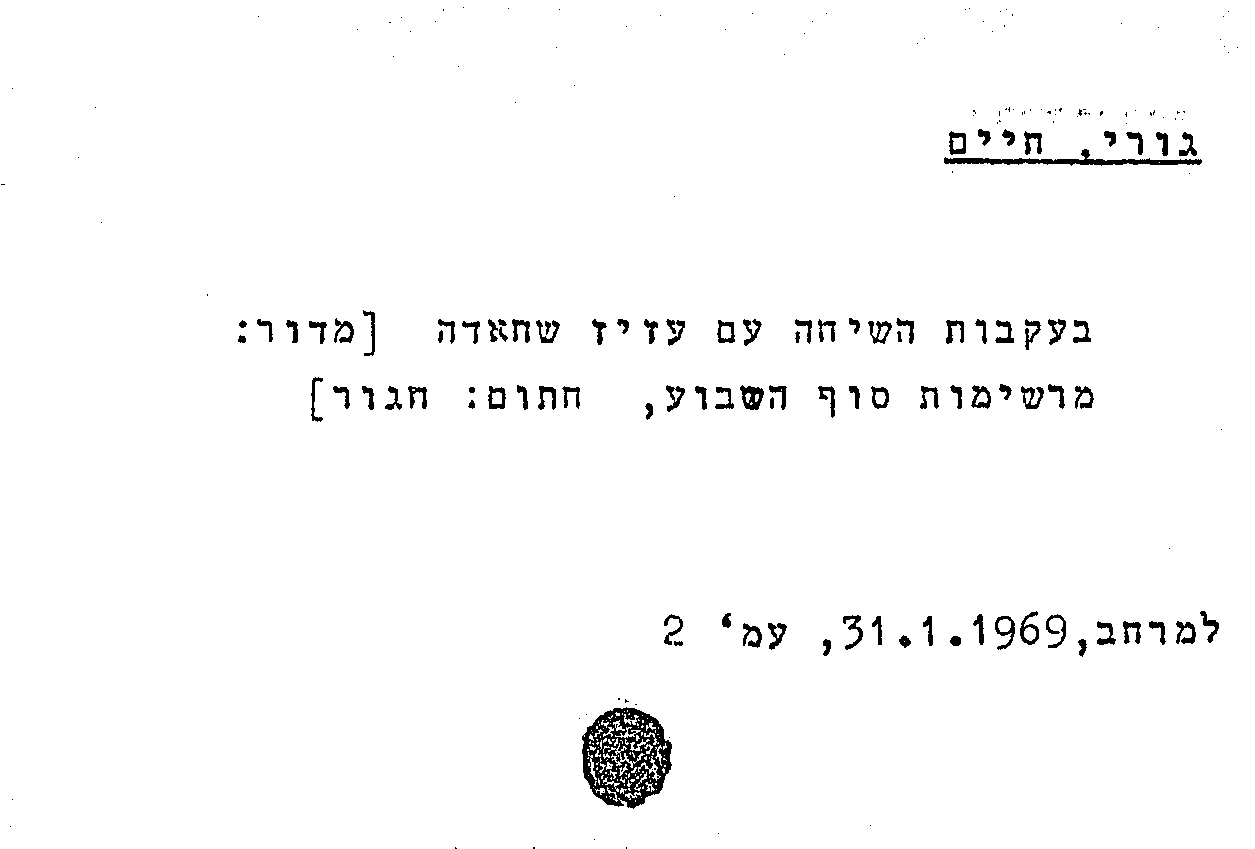 גורי, חיים
בעקבות השיחה עם עזיז שחאדה [מדור:
מרשימות סוף השבוע, חתום: חגור]
למרחב,31.1.1969, עמ' 2